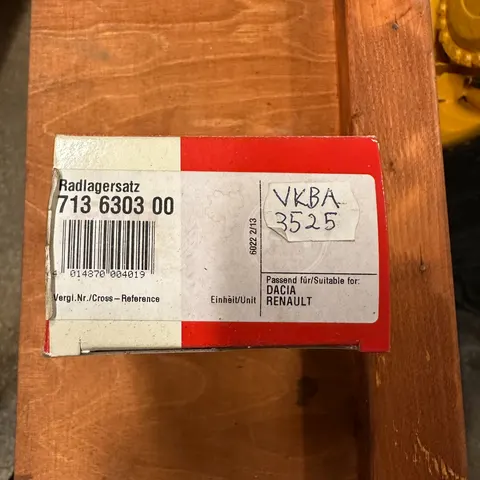 Radlagersatz
713 6303 00
014870 004019
Vergl.Nr./Cross-Reference
Einheit/Unit
6022 2/13
VKBA
3525
Passend für/Suitable for:
DACIA
RENAULT